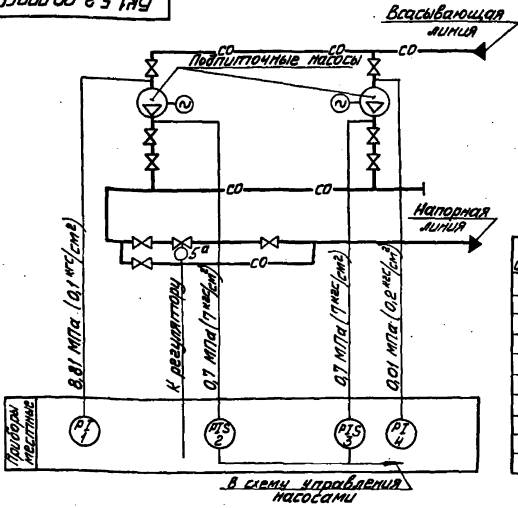 Всасывающая
линия
СО
СО
СО
Подпиточные насосы
~
~
СО
СО
Напорная
линия
5а
СО
8,81 МПа (0,1 кгс/см²)
К регулятору
0,7 МПа (7 кгс/см²)
0,7 МПа (7 кгс/см²)
0,01 МПа (0,2 кгс/см²)
Приборы
местные
PI
1
PIS
2
PIS
3
PI
4
В схему управления
насосами